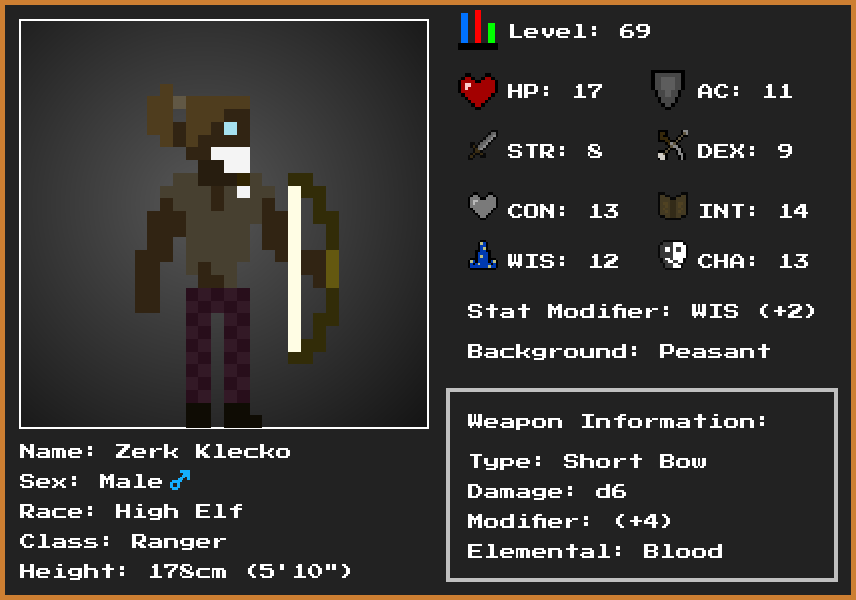 Level: 69
HP: 17
AC: 11
STR: 8
DEX: 9
CON: 13
INT: 14
WIS: 12
CHA: 13
Stat Modifier: WIS (+2)
Background: Peasant
Weapon Information:
Type: Short Bow
Damage: d6
Modifier: (+4)
Elemental: Blood
Name: Zerk Klecko
Sex: Male ♂
Race: High Elf
Class: Ranger
Height: 178cm (5'10")